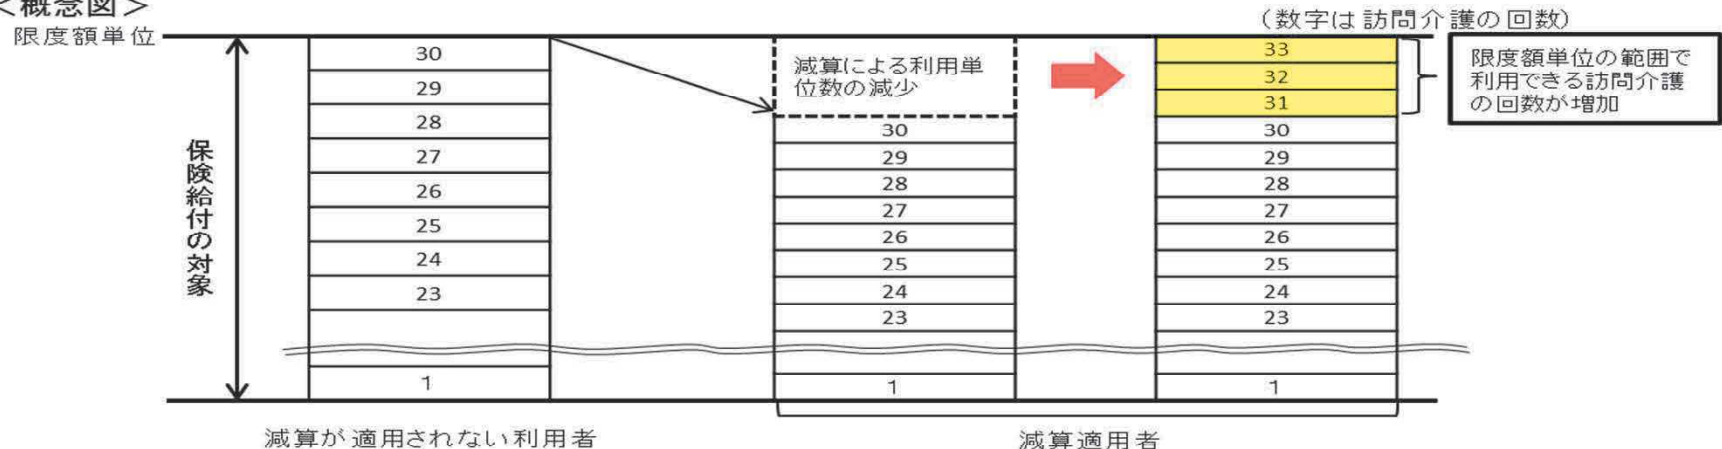 ＜概念図＞
（数字は訪問介護の回数）
限度額単位
保険給付の対象
30
29
28
27
26
25
24
23
1
減算が適用されない利用者
減算による利用単
位数の減少
30
29
28
27
26
25
24
23
1
33
32
31
30
29
28
27
26
25
24
23
1
減算適用者
限度額単位の範囲で
利用できる訪問介護
の回数が増加